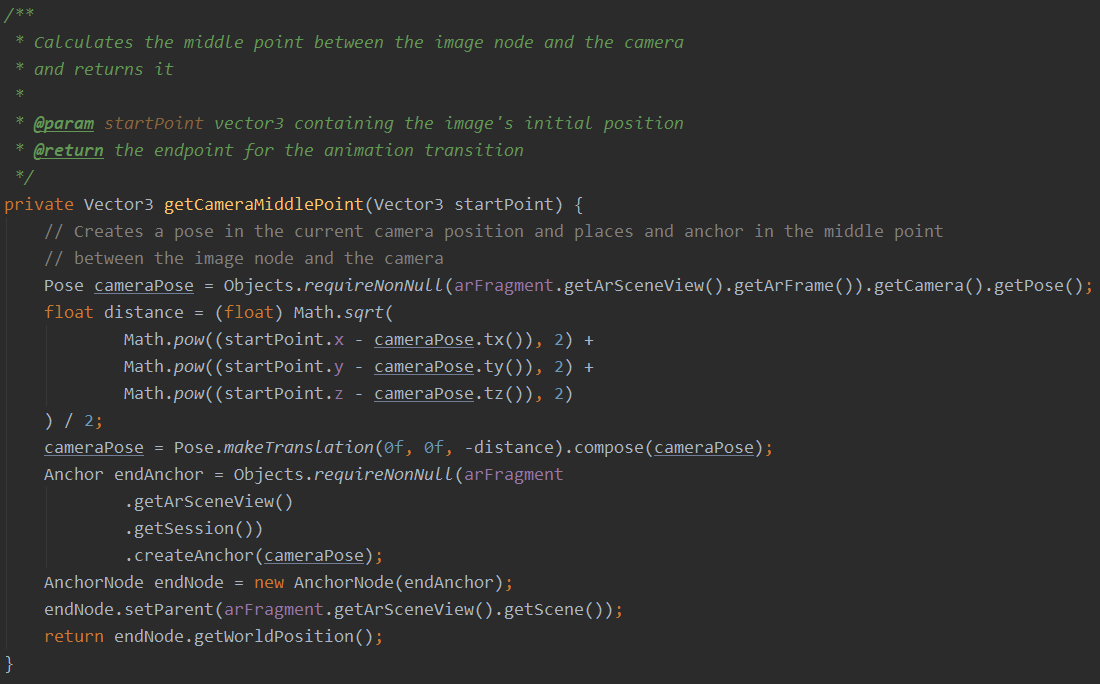 /**
 * Calculates the middle point between the image node and the camera
 * and returns it
 *
 * @param startPoint vector3 containing the image's initial position
 * @return the endpoint for the animation transition
 */
private Vector3 getCameraMiddlePoint(Vector3 startPoint) {
    // Creates a pose in the current camera position and places and anchor in the middle point
    // between the image node and the camera
    Pose cameraPose = Objects.requireNonNull(arFragment.getArSceneView().getArFrame()).getCamera().getPose();
    float distance = (float) Math.sqrt(
            Math.pow((startPoint.x - cameraPose.tx()), 2) +
            Math.pow((startPoint.y - cameraPose.ty()), 2) +
            Math.pow((startPoint.z - cameraPose.tz()), 2)
    ) / 2;
    cameraPose = Pose.makeTranslation(0f, 0f, -distance).compose(cameraPose);
    Anchor endAnchor = Objects.requireNonNull(arFragment
            .getArSceneView()
            .getSession())
            .createAnchor(cameraPose);
    AnchorNode endNode = new AnchorNode(endAnchor);
    endNode.setParent(arFragment.getArSceneView().getScene());
    return endNode.getWorldPosition();
}